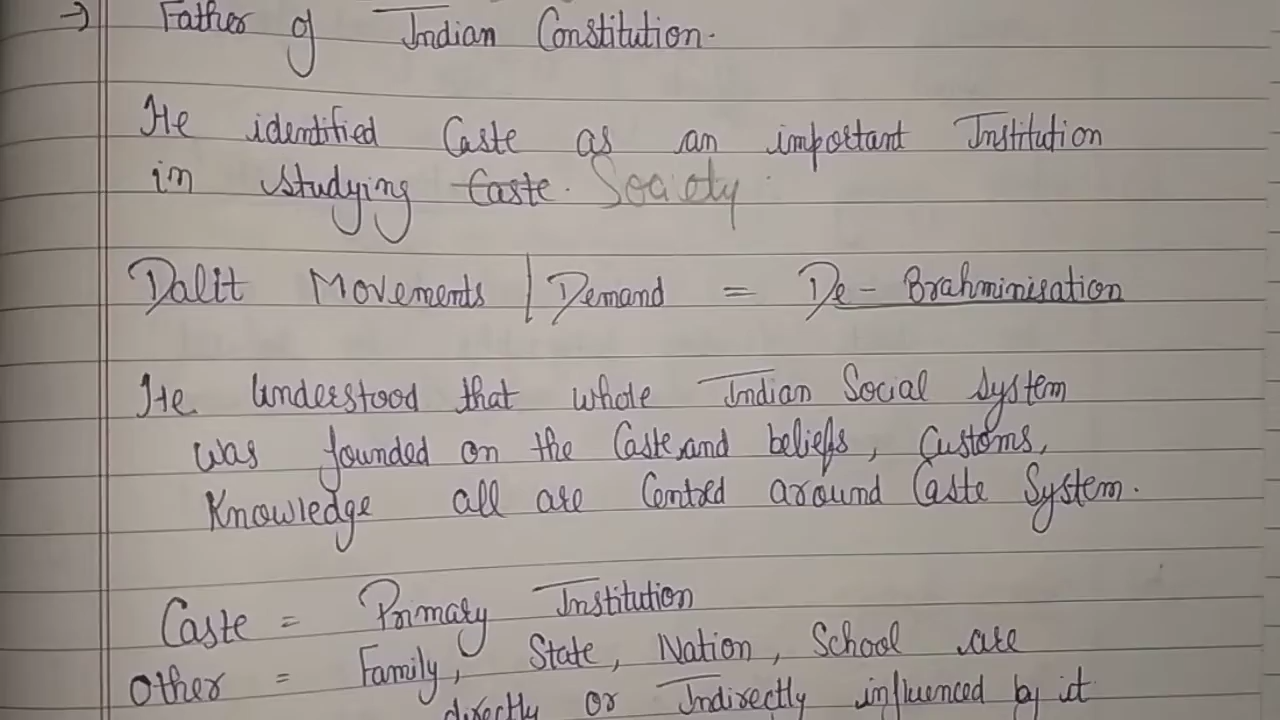 → Father of Indian Constitution.
He identified Caste as an important Institution
in studying Caste. Society.
Dalit Movements | Demand = De - Brahminisation
He understood that whole Indian Social System
was founded on the Caste, and beliefs, Customs,
Knowledge all are Centred around Caste System.
Caste = Primary Institution
Other = Family, State, Nation, School are
directly or Indirectly influenced by it